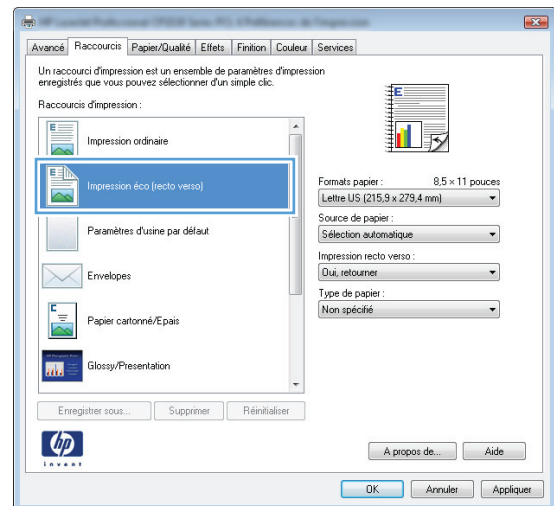 Avancé Raccourcis Papier/Qualité Effets Finition Couleur Services
Un raccourci d'impression est un ensemble de paramètres d'impression
enregistrés que vous pouvez sélectionner d'un simple clic.
Raccourcis d'impression :
Impression ordinaire
Impression éco (recto verso)
Paramètres d'usine par défaut
Envelopes
Papier cartonné/Epais
Glossy/Presentation
Enregistrer sous... Supprimer Réinitialiser
Formats papier : 8,5 × 11 pouces
Lettre US (215,9 x 279,4 mm)
Source de papier :
Sélection automatique
Impression recto verso :
Oui, retourner
Type de papier :
Non spécifié
hp
invent
A propos de... Aide
OK Annuler Appliquer